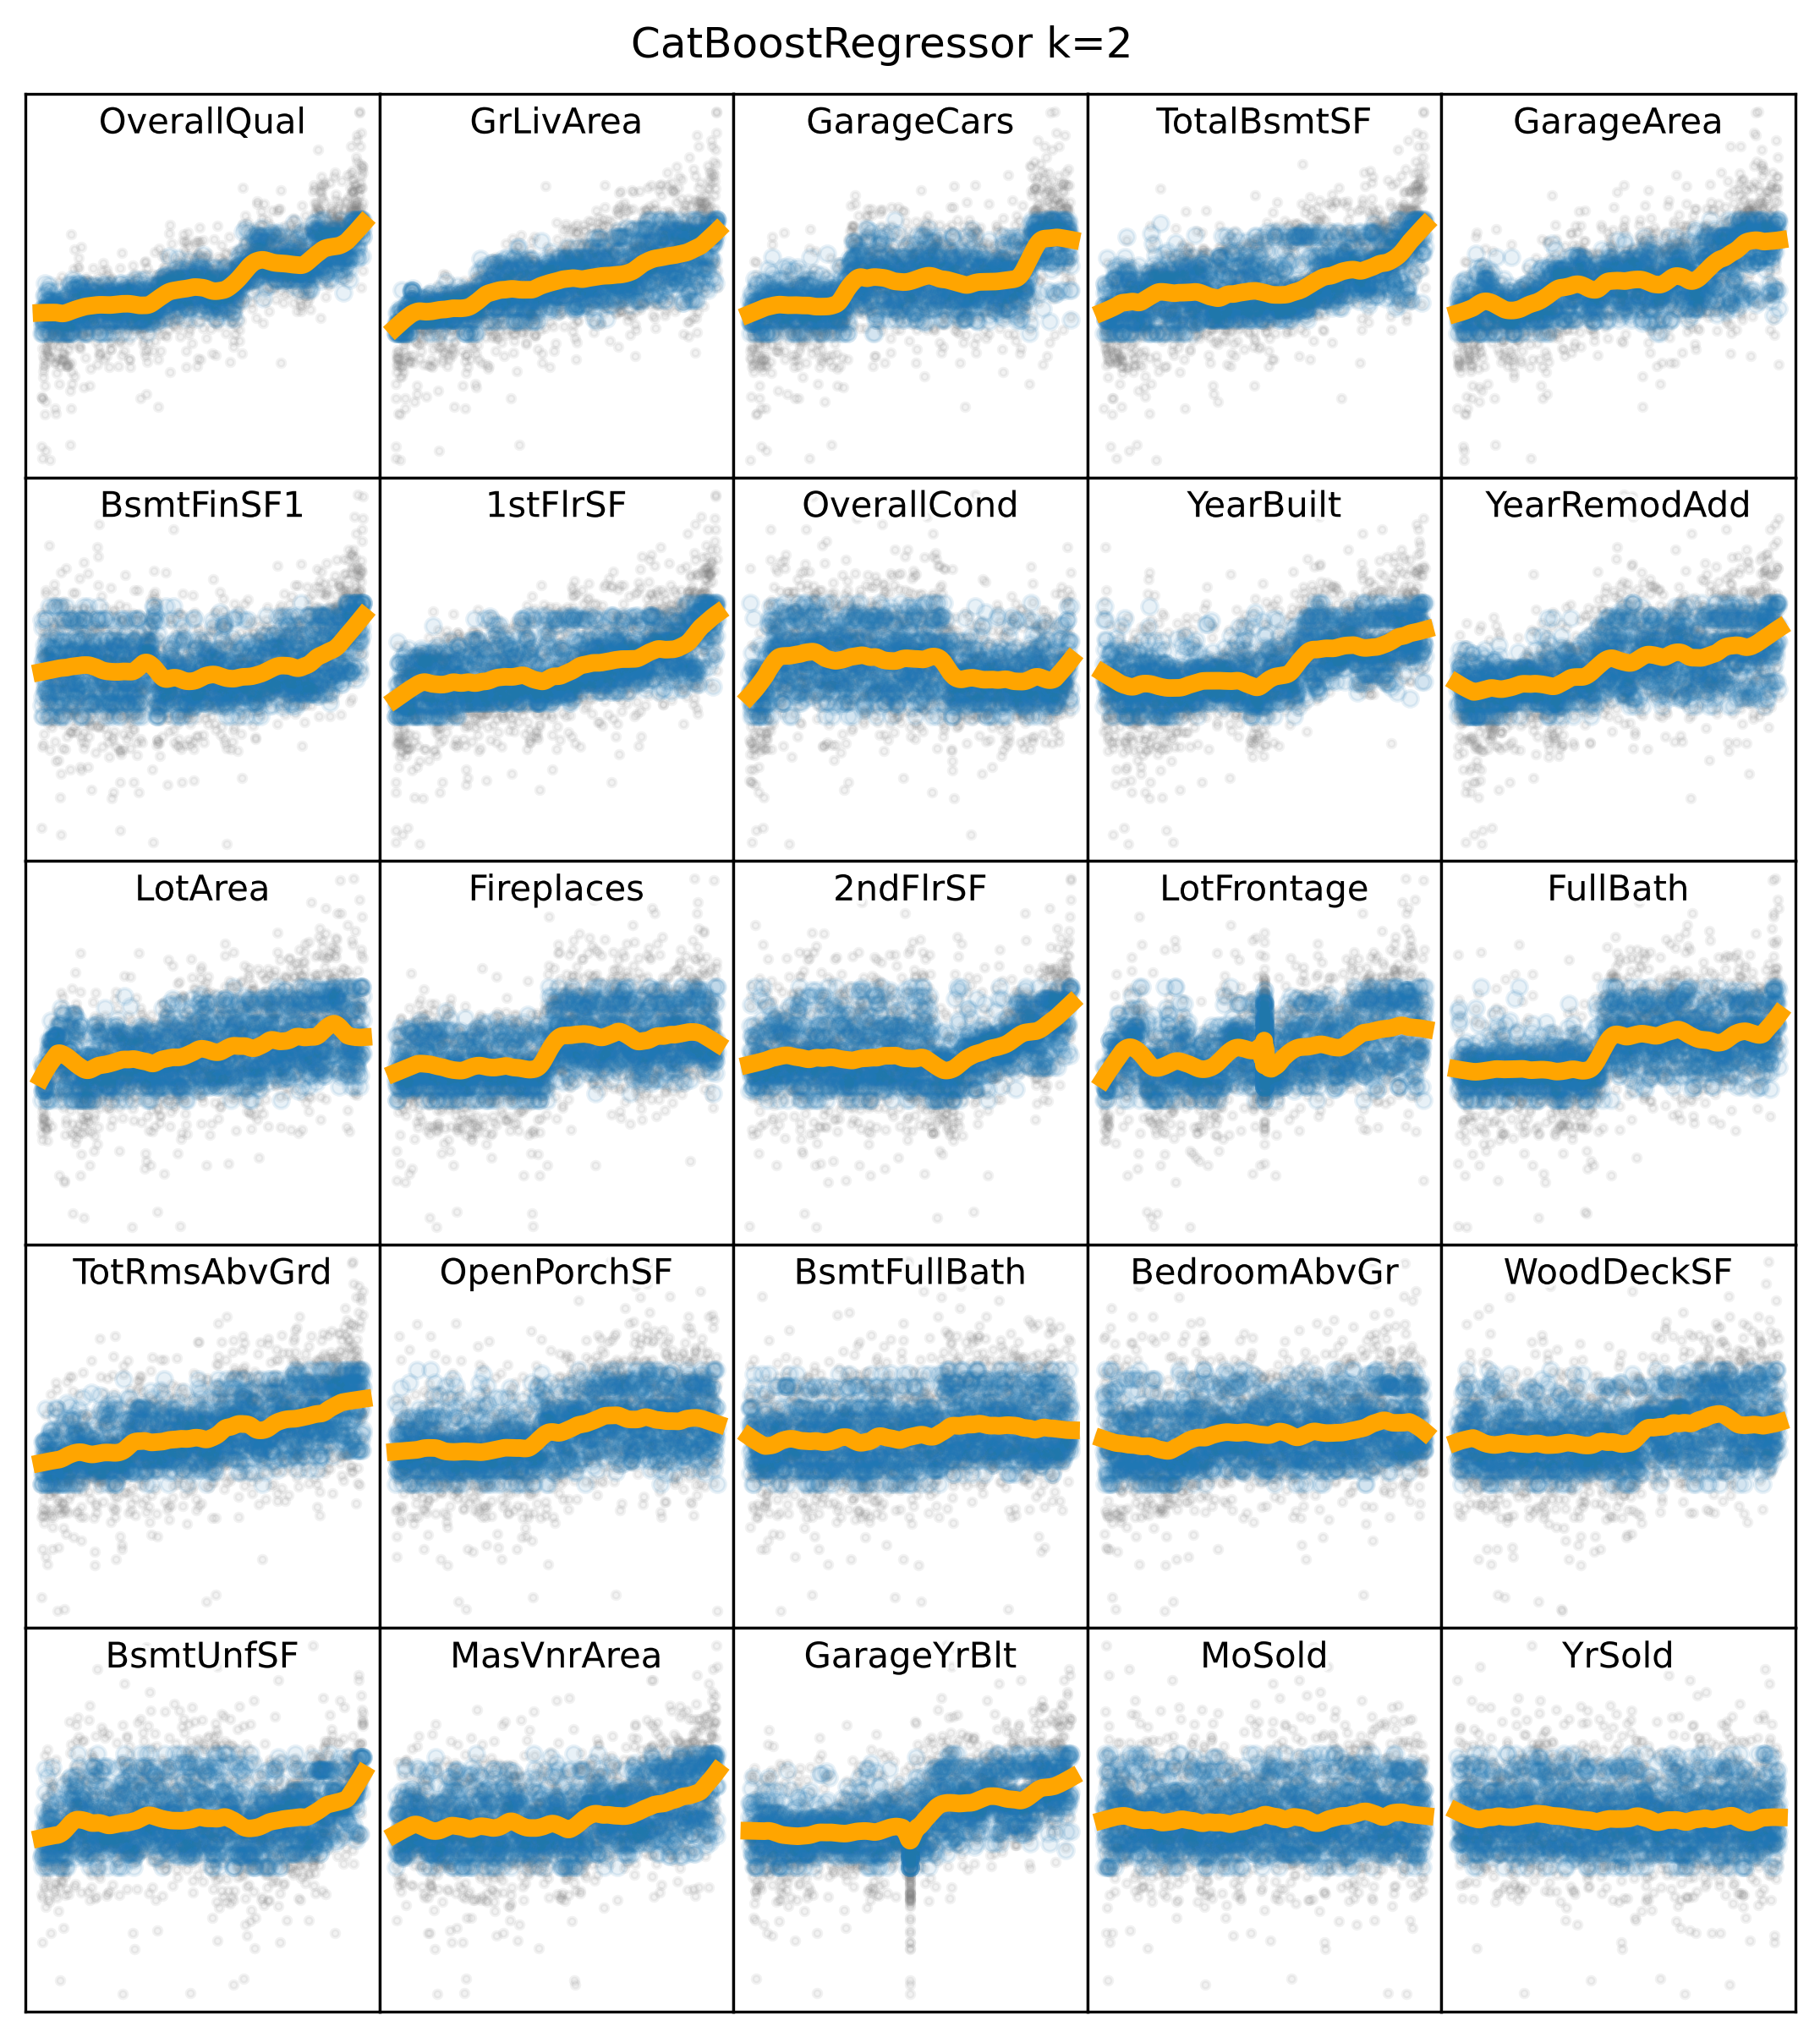 CatBoostRegressor k=2
OverallQual
GrLivArea
GarageCars
TotalBsmtSF
GarageArea
BsmtFinSF1
1stFlrSF
OverallCond
YearBuilt
YearRemodAdd
LotArea
Fireplaces
2ndFlrSF
LotFrontage
FullBath
TotRmsAbvGrd
OpenPorchSF
BsmtFullBath
BedroomAbvGr
WoodDeckSF
BsmtUnfSF
MasVnrArea
GarageYrBlt
MoSold
YrSold